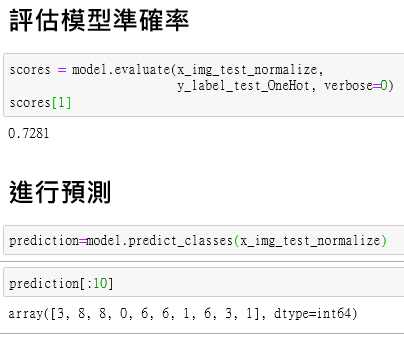 評估模型準確率
scores = model.evaluate(x_img_test_normalize,
y_label_test_OneHot, verbose=0)
scores[1]
0.7281
進行預測
prediction=model.predict_classes(x_img_test_normalize)
prediction[:10]
array([3, 8, 8, 0, 6, 6, 1, 6, 3, 1], dtype=int64)